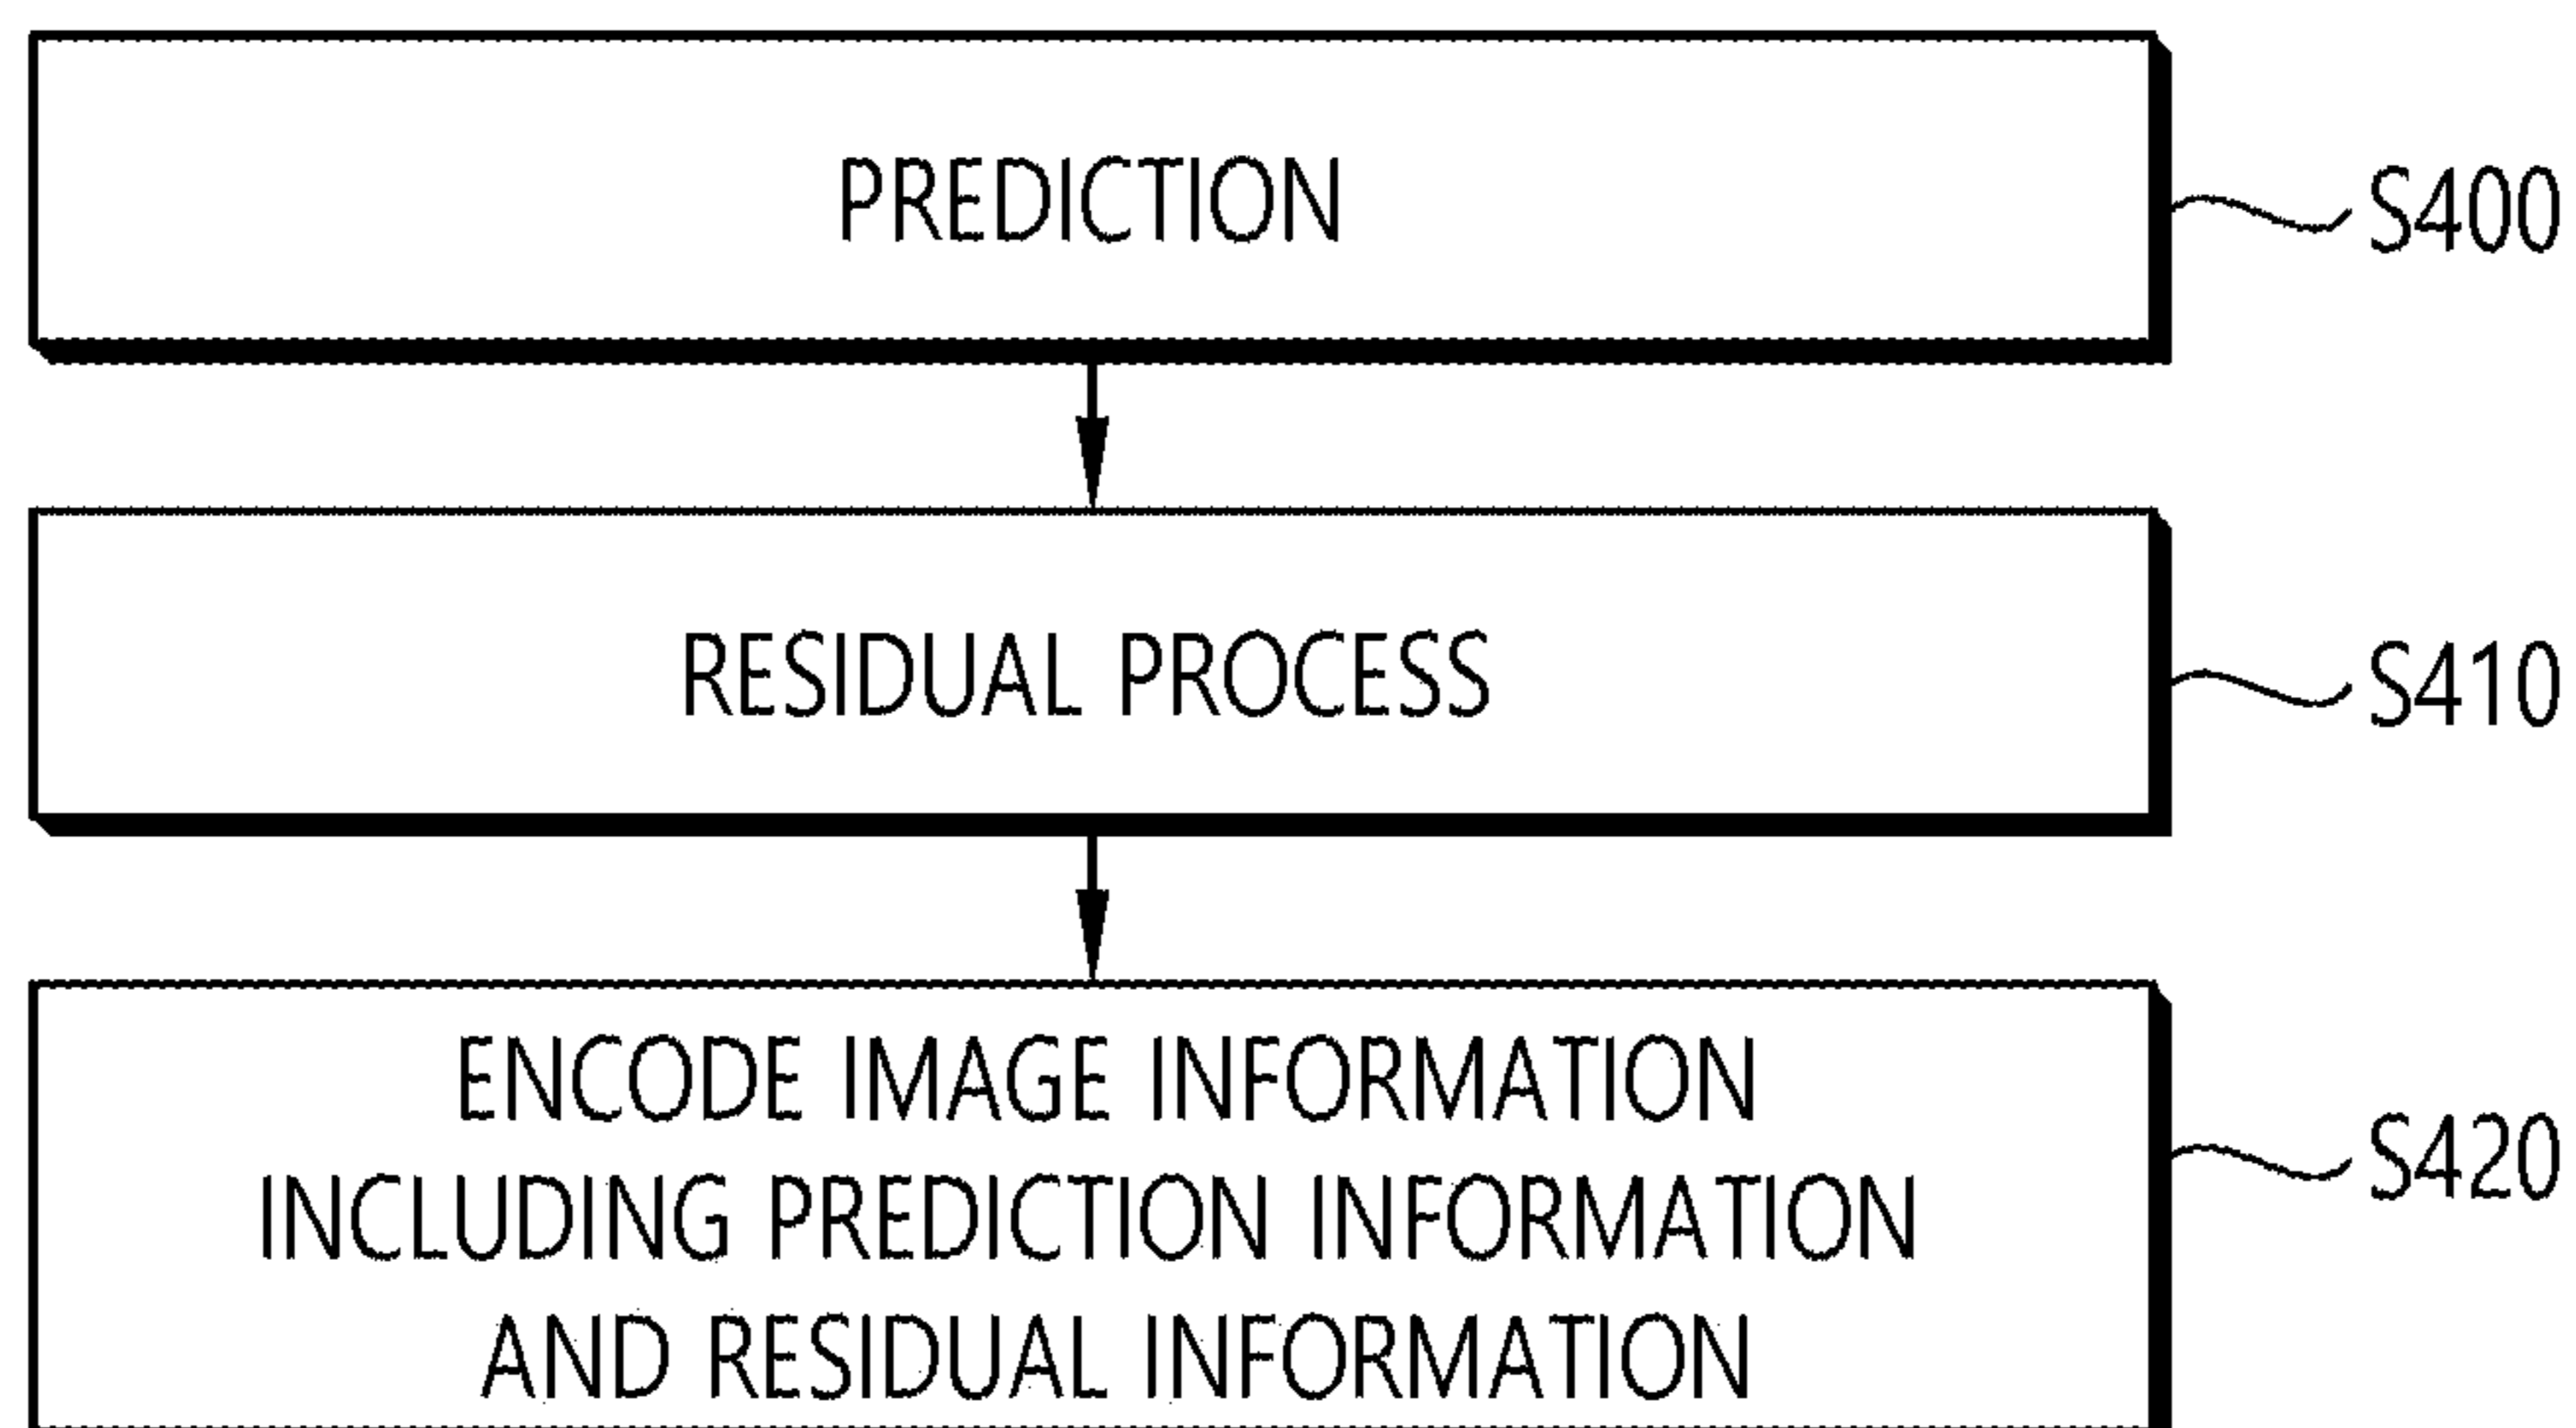 PREDICTION
S400
RESIDUAL PROCESS
S410
ENCODE IMAGE INFORMATION
INCLUDING PREDICTION INFORMATION
AND RESIDUAL INFORMATION
S420